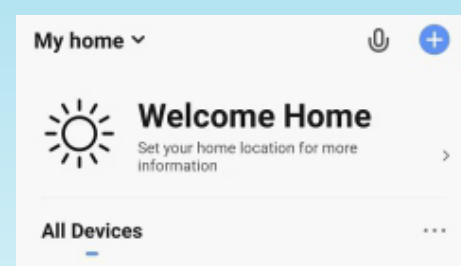 My home
Welcome Home
Set your home location for more
information
All Devices